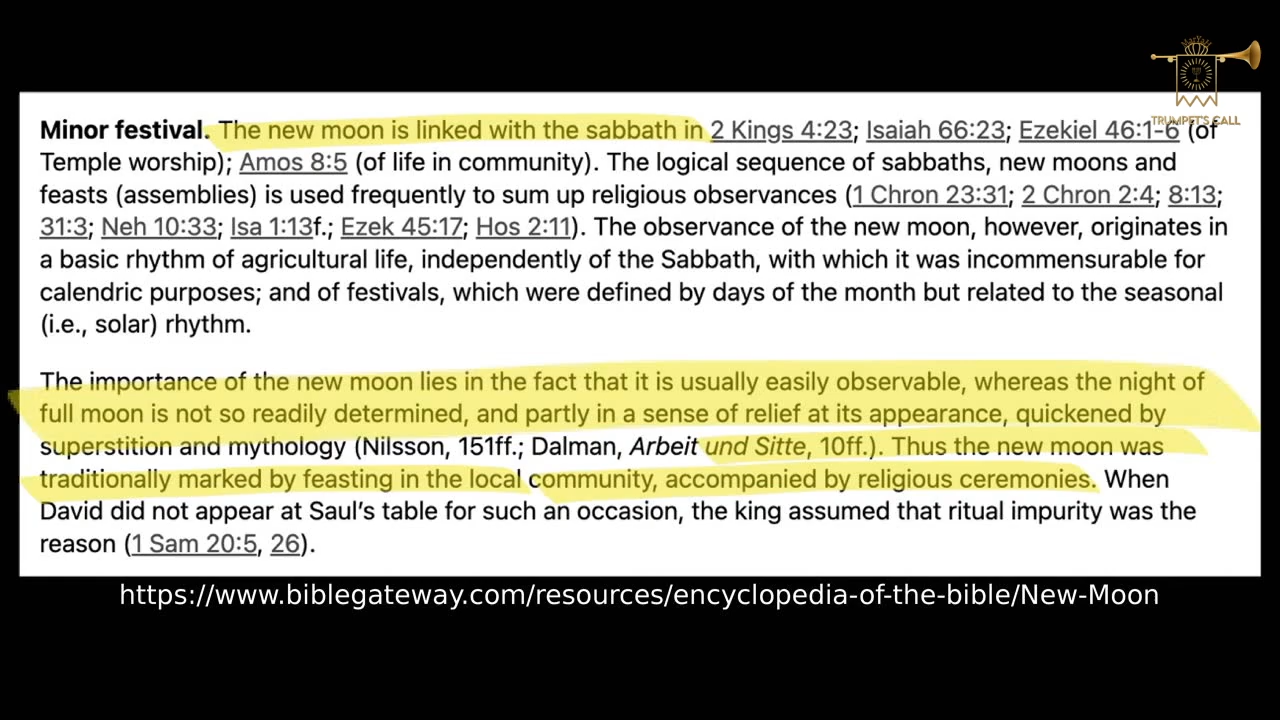 MarYaH
TRUMPET'S CALL
Minor festival. The new moon is linked with the sabbath in 2 Kings 4:23; Isaiah 66:23; Ezekiel 46:1-6 (of
Temple worship); Amos 8:5 (of life in community). The logical sequence of sabbaths, new moons and
feasts (assemblies) is used frequently to sum up religious observances (1 Chron 23:31; 2 Chron 2:4; 8:13;
31:3; Neh 10:33; Isa 1:13f.; Ezek 45:17; Hos 2:11). The observance of the new moon, however, originates in
a basic rhythm of agricultural life, independently of the Sabbath, with which it was incommensurable for
calendric purposes; and of festivals, which were defined by days of the month but related to the seasonal
(i.e., solar) rhythm.
The importance of the new moon lies in the fact that it is usually easily observable, whereas the night of
full moon is not so readily determined, and partly in a sense of relief at its appearance, quickened by
superstition and mythology (Nilsson, 151ff.; Dalman, Arbeit und Sitte, 10ff.). Thus the new moon was
traditionally marked by feasting in the local community, accompanied by religious ceremonies. When
David did not appear at Saul's table for such an occasion, the king assumed that ritual impurity was the
reason (1 Sam 20:5, 26).
https://www.biblegateway.com/resources/encyclopedia-of-the-bible/New-Moon